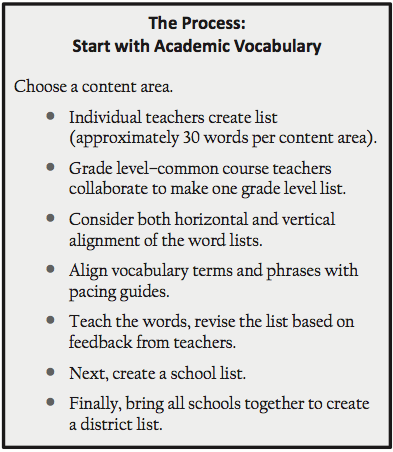 The Process:
Start with Academic Vocabulary
Choose a content area.
• Individual teachers create list
(approximately 30 words per content area).
• Grade level–common course teachers
collaborate to make one grade level list.
• Consider both horizontal and vertical
alignment of the word lists.
• Align vocabulary terms and phrases with
pacing guides.
• Teach the words, revise the list based on
feedback from teachers.
• Next, create a school list.
• Finally, bring all schools together to create
a district list.